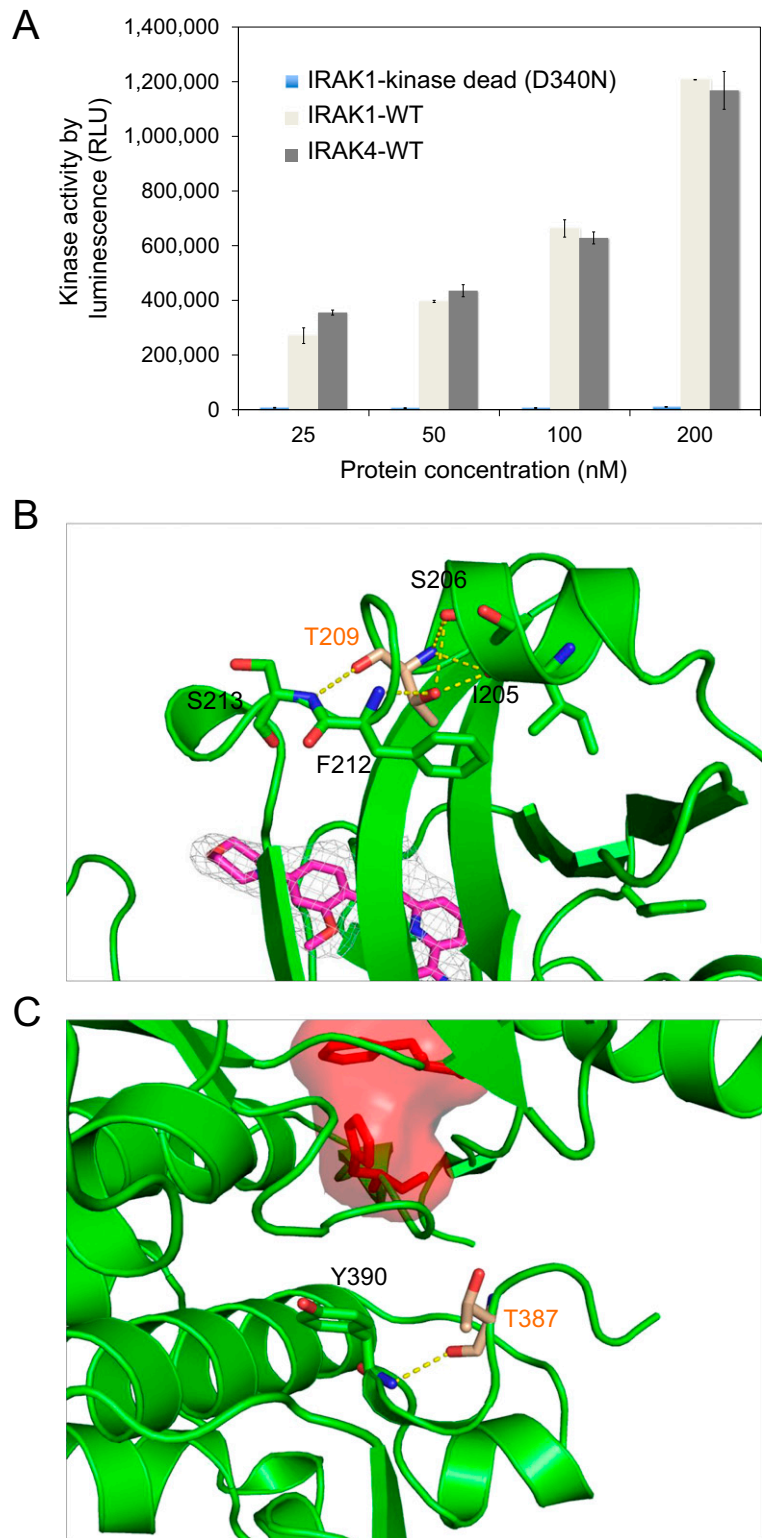 A
Kinase activity by
luminescence (RLU)
1,400,000
1,200,000
1,000,000
800,000
600,000
400,000
200,000
0
IRAK1-kinase dead (D340N)
IRAK1-WT
IRAK4-WT
25 50 100 200
Protein concentration (nM)
B
S206
T209
S213
I205
F212
C
Y390
T387